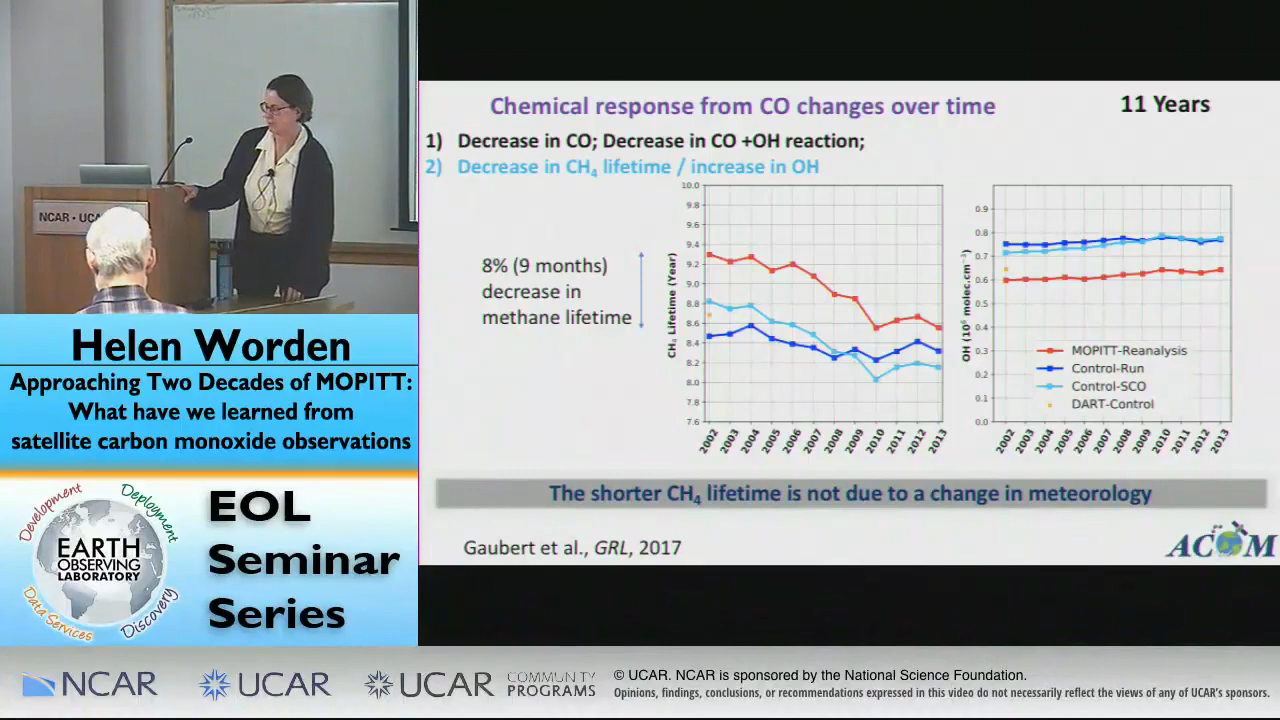 NCAR • UCA
Helen Worden
Approaching Two Decades of MOPITT:
What have we learned from
satellite carbon monoxide observations
Development
Deployment
EARTH
OBSERVING
LABORATORY
Data Services
Discovery
EOL
Seminar
Series
Chemical response from CO changes over time
11 Years
1) Decrease in CO; Decrease in CO +OH reaction;
2) Decrease in CH₄ lifetime / increase in OH
8% (9 months)
decrease in
methane lifetime
CH₄ Lifetime (Year)
10.0
9.8
9.6
9.4
9.2
9.0
8.8
8.6
8.4
8.2
8.0
7.8
7.6
2002 2003 2004 2005 2006 2007 2008 2009 2010 2011 2012 2013
OH (10⁶ molec.cm⁻³)
0.9
0.8
0.7
0.6
0.5
0.4
0.3
0.2
0.1
0.0
MOPITT-Reanalysis
Control-Run
Control-SCO
DART-Control
2002 2003 2004 2005 2006 2007 2008 2009 2010 2011 2012 2013
The shorter CH₄ lifetime is not due to a change in meteorology
Gaubert et al., GRL, 2017
ACOM
NCAR
UCAR
UCAR
COMMUNITY
PROGRAMS
© UCAR. NCAR is sponsored by the National Science Foundation.
Opinions, findings, conclusions, or recommendations expressed in this video do not necessarily reflect the views of any of UCAR's sponsors.